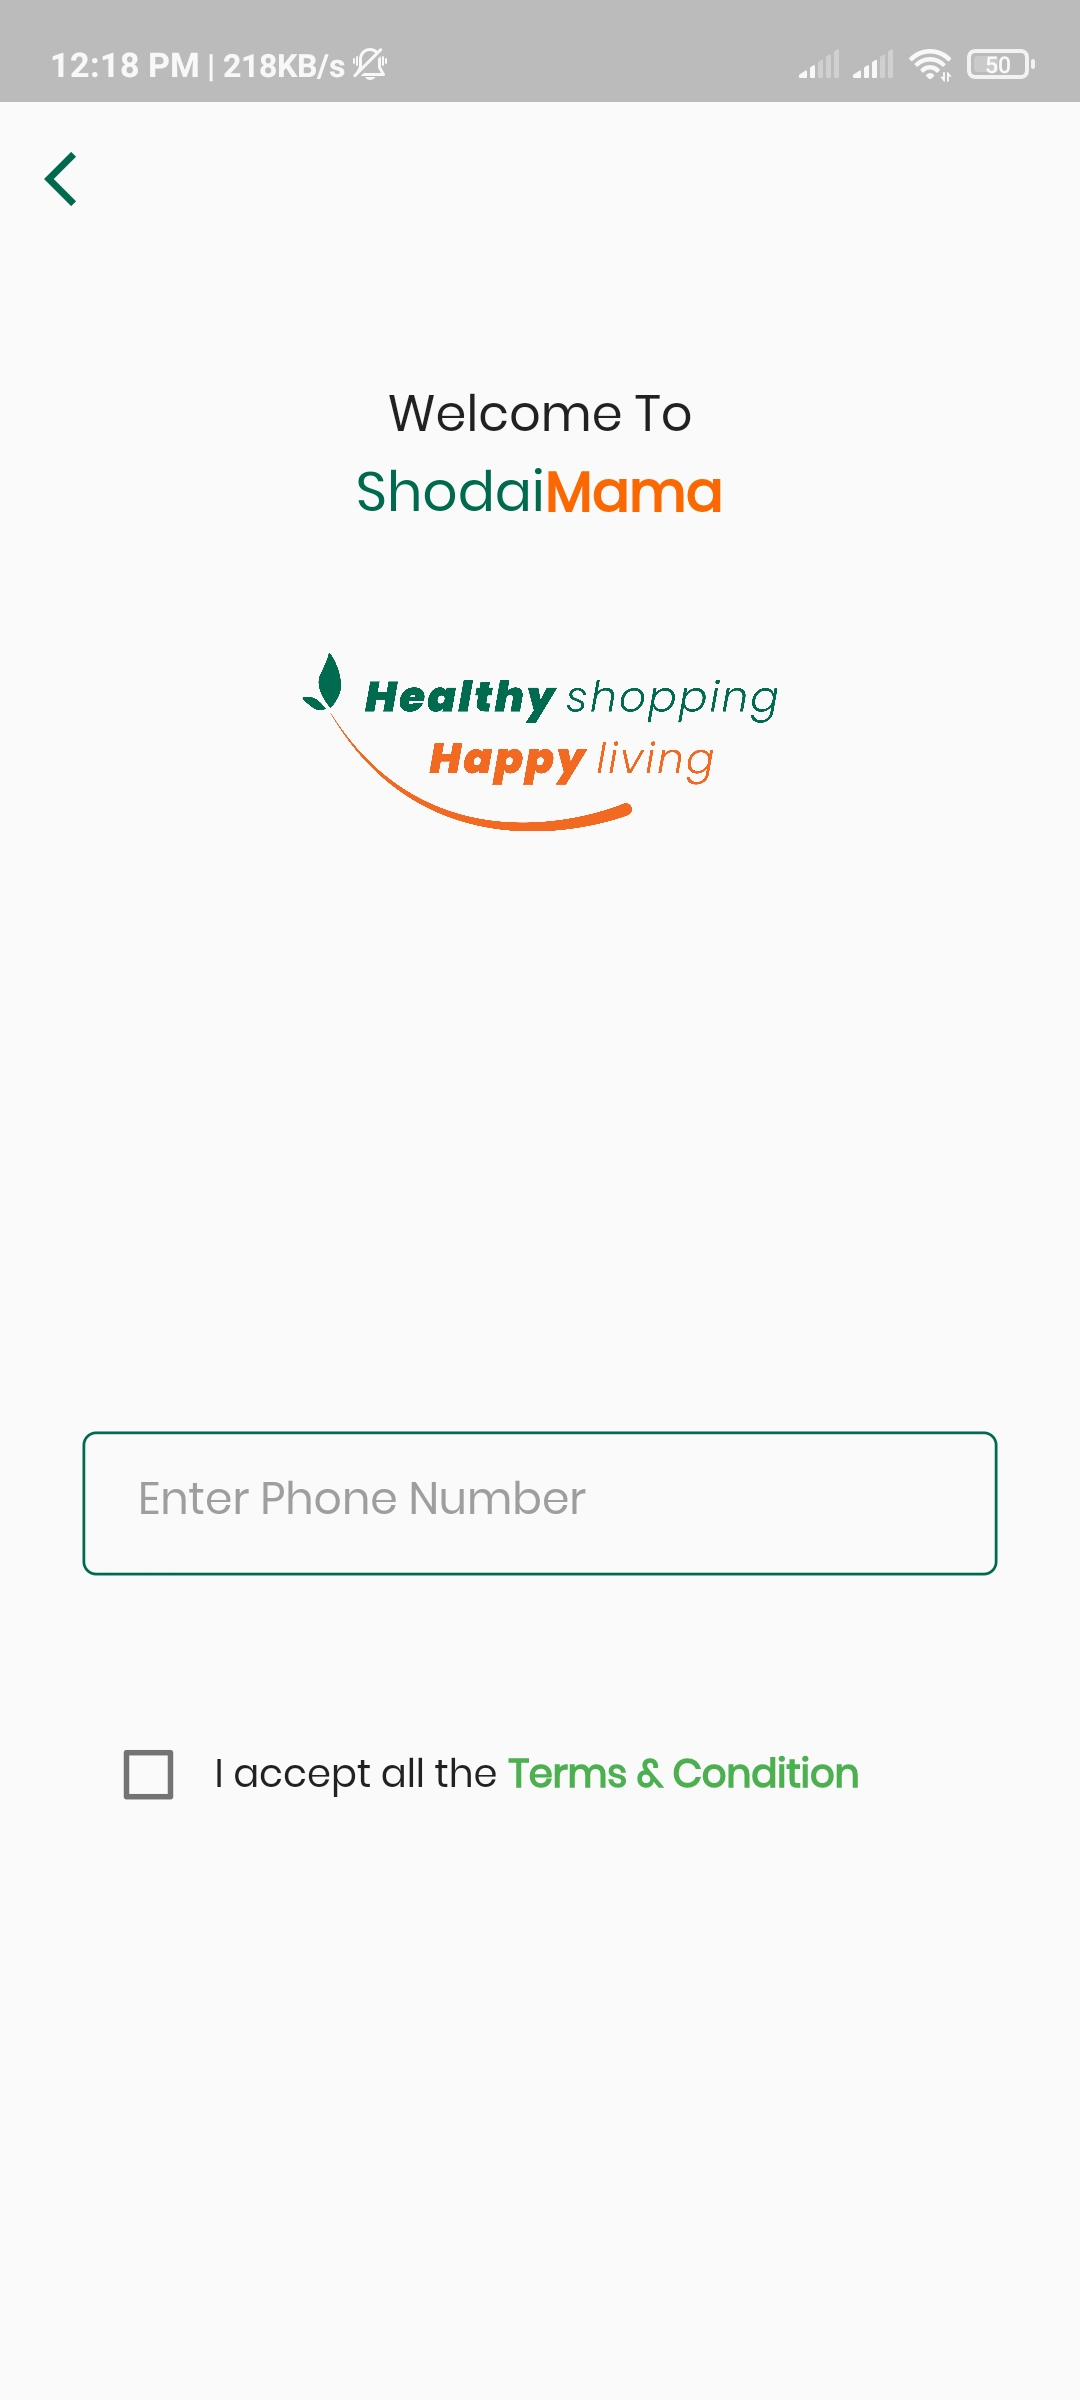 12:18 PM | 218KB/s 50
Welcome To
ShodaiMama
Healthy shopping
Happy living
Enter Phone Number
I accept all the Terms & Condition